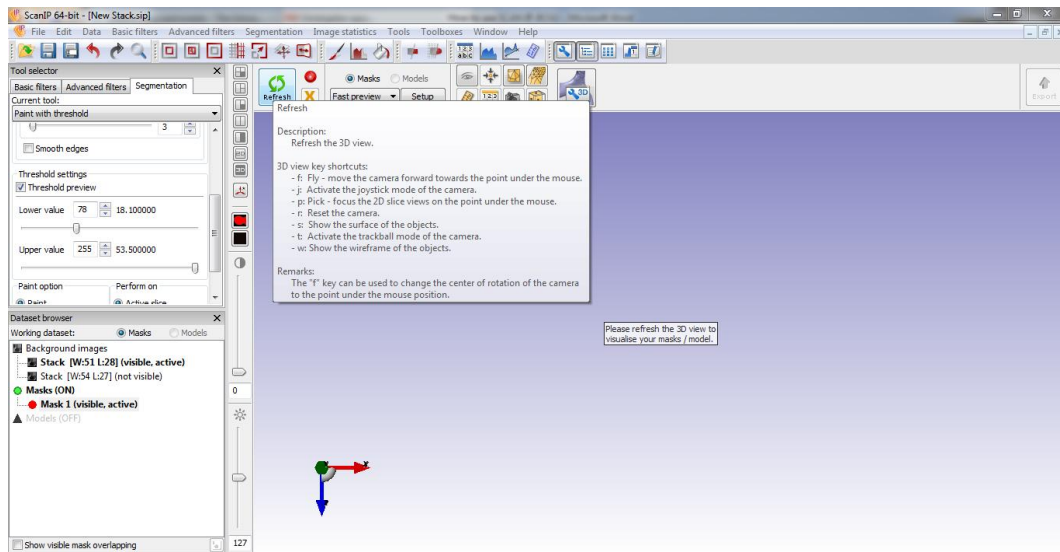 ScanIP 64-bit - [New Stack.sip]
File Edit Data Basic filters Advanced filters Segmentation Image statistics Tools Toolboxes Window Help
Tool selector
Basic filters Advanced filters Segmentation
Current tool:
Paint with threshold
3
Smooth edges
Threshold settings
Threshold preview
Lower value 78 18.100000
Upper value 255 53.500000
Paint option Perform on
Paint Active slice
Dataset browser
Working dataset: Masks Models
Background images
Stack [W:51 L:28] (visible, active)
Stack [W:54 L:27] (not visible)
Masks (ON)
Mask 1 (visible, active)
Models (OFF)
Show visible mask overlapping
0
127
Refresh
Masks Models
Fast preview Setup
3D
Export
Refresh
Description:
Refresh the 3D view.
3D view key shortcuts:
- f: Fly - move the camera forward towards the point under the mouse.
- j: Activate the joystick mode of the camera.
- p: Pick - focus the 2D slice views on the point under the mouse.
- r: Reset the camera.
- s: Show the surface of the objects.
- t: Activate the trackball mode of the camera.
- w: Show the wireframe of the objects.
Remarks:
The "f" key can be used to change the center of rotation of the camera
to the point under the mouse position.
Please refresh the 3D view to
visualise your masks / model.